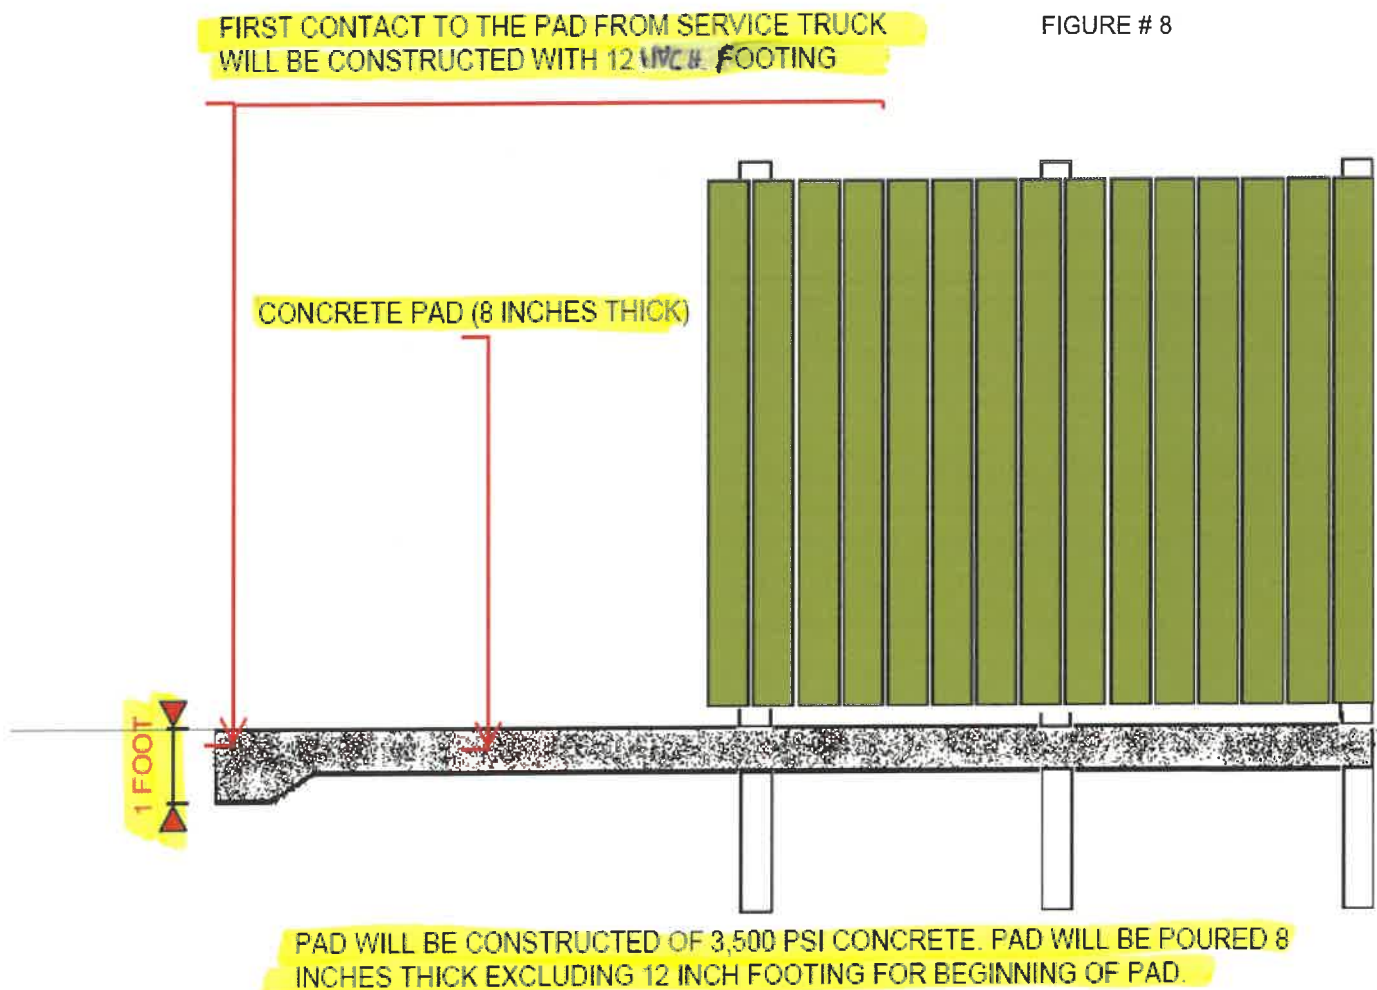 FIRST CONTACT TO THE PAD FROM SERVICE TRUCK
WILL BE CONSTRUCTED WITH 12 INCH FOOTING
FIGURE # 8
CONCRETE PAD (8 INCHES THICK)
1 FOOT
PAD WILL BE CONSTRUCTED OF 3,500 PSI CONCRETE. PAD WILL BE POURED 8
INCHES THICK EXCLUDING 12 INCH FOOTING FOR BEGINNING OF PAD.